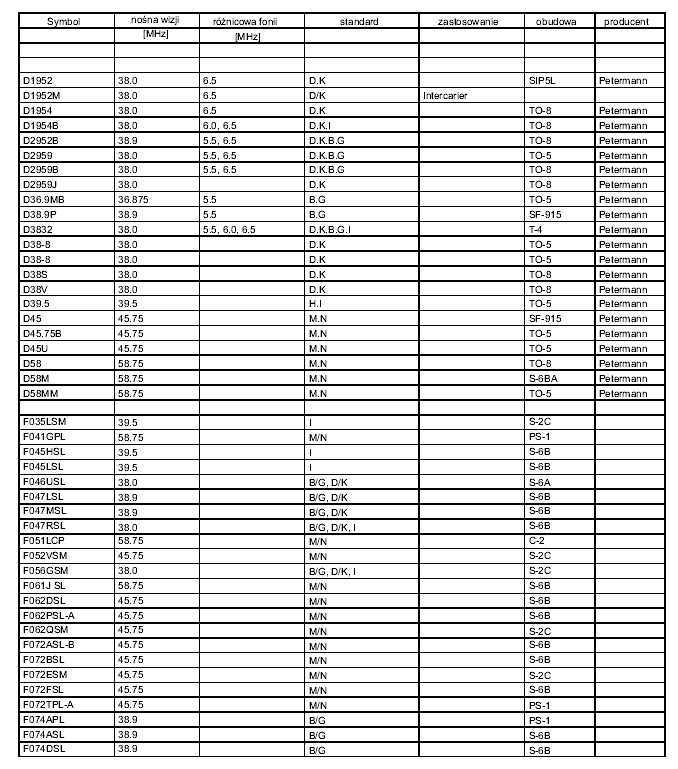 Symbol nośna wizji różnicowa fonii standard zastosowanie obudowa producent
[MHz] [MHz]
D1952 38.0 6.5 D.K SIP5L Petermann
D1952M 38.0 6.5 D/K Intercarier
D1954 38.0 6.5 D.K TO-8 Petermann
D1954B 38.0 6.0, 6.5 D.K.I TO-8 Petermann
D2952B 38.9 5.5, 6.5 D.K.B.G TO-8 Petermann
D2959 38.0 5.5, 6.5 D.K.B.G TO-5 Petermann
D2959B 38.0 5.5, 6.5 D.K.B.G TO-8 Petermann
D2959J 38.0 D.K TO-8 Petermann
D36.9MB 36.875 5.5 B.G TO-5 Petermann
D38.9P 38.9 5.5 B.G SF-915 Petermann
D3832 38.0 5.5, 6.0, 6.5 D.K.B.G.I T-4 Petermann
D38-8 38.0 D.K TO-5 Petermann
D38-8 38.0 D.K TO-5 Petermann
D38S 38.0 D.K TO-8 Petermann
D38V 38.0 D.K TO-8 Petermann
D39.5 39.5 H.I TO-5 Petermann
D45 45.75 M.N SF-915 Petermann
D45.75B 45.75 M.N TO-5 Petermann
D45U 45.75 M.N TO-5 Petermann
D58 58.75 M.N TO-8 Petermann
D58M 58.75 M.N S-6BA Petermann
D58MM 58.75 M.N TO-5 Petermann
F035LSM 39.5 I S-2C
F041GPL 58.75 M/N PS-1
F045HSL 39.5 I S-6B
F045LSL 39.5 I S-6B
F046USL 38.0 B/G, D/K S-6A
F047LSL 38.9 B/G, D/K S-6B
F047MSL 38.9 B/G, D/K S-6B
F047RSL 38.0 B/G, D/K, I S-6B
F051LCP 58.75 M/N C-2
F052VSM 45.75 M/N S-2C
F056GSM 38.0 B/G, D/K, I S-2C
F061J SL 58.75 M/N S-6B
F062DSL 45.75 M/N S-6B
F062PSL-A 45.75 M/N S-6B
F062QSM 45.75 M/N S-2C
F072ASL-B 45.75 M/N S-6B
F072BSL 45.75 M/N S-6B
F072ESM 45.75 M/N S-2C
F072FSL 45.75 M/N S-6B
F072TPL-A 45.75 M/N PS-1
F074APL 38.9 B/G PS-1
F074ASL 38.9 B/G S-6B
F074DSL 38.9 B/G S-6B